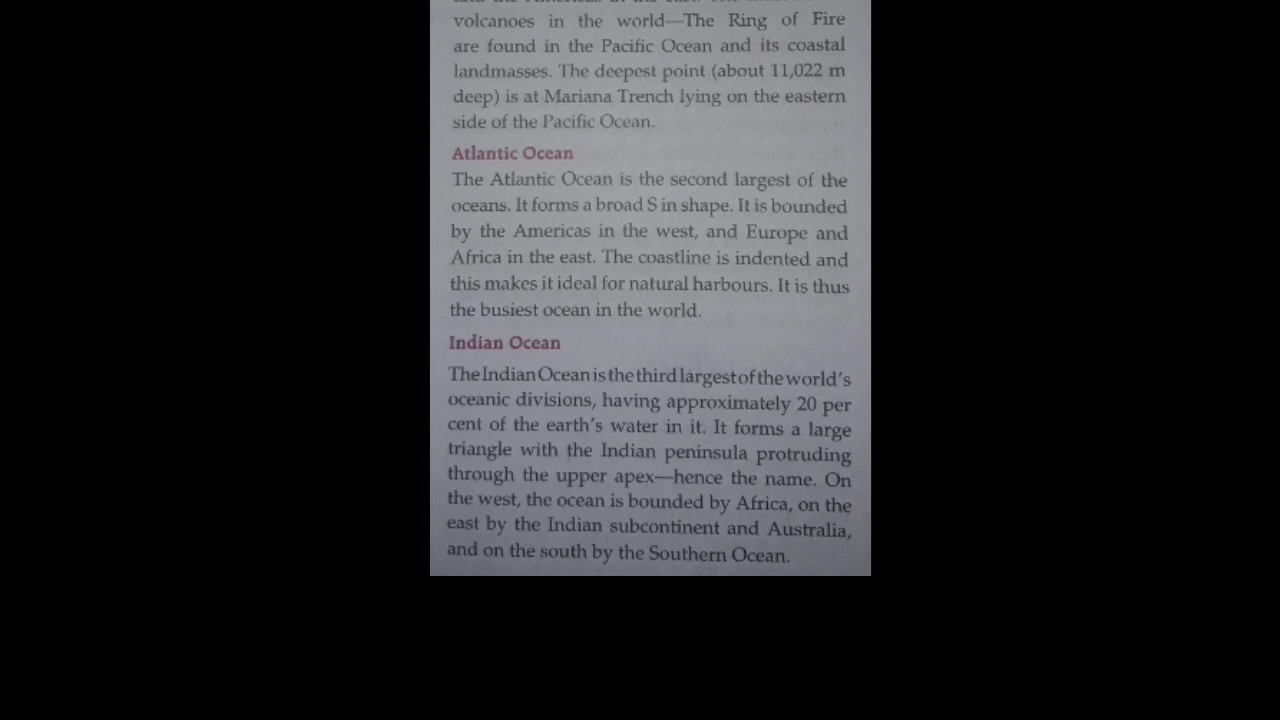 volcanoes in the world—The Ring of Fire
are found in the Pacific Ocean and its coastal
landmasses. The deepest point (about 11,022 m
deep) is at Mariana Trench lying on the eastern
side of the Pacific Ocean.
Atlantic Ocean
The Atlantic Ocean is the second largest of the
oceans. It forms a broad S in shape. It is bounded
by the Americas in the west, and Europe and
Africa in the east. The coastline is indented and
this makes it ideal for natural harbours. It is thus
the busiest ocean in the world.
Indian Ocean
The Indian Ocean is the third largest of the world's
oceanic divisions, having approximately 20 per
cent of the earth's water in it. It forms a large
triangle with the Indian peninsula protruding
through the upper apex—hence the name. On
the west, the ocean is bounded by Africa, on the
east by the Indian subcontinent and Australia,
and on the south by the Southern Ocean.